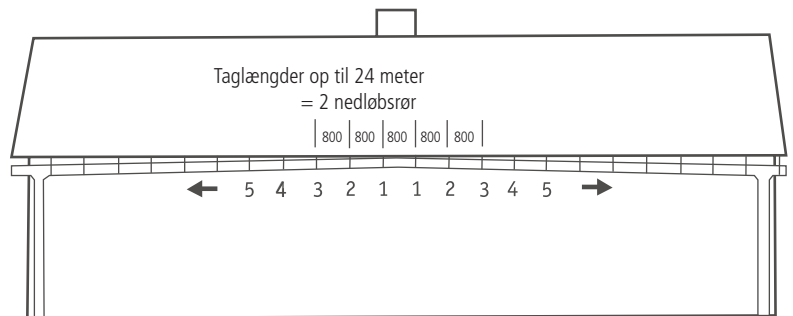 Taglængder op til 24 meter
= 2 nedløbsrør
800 800 800 800 800
5 4 3 2 1 1 2 3 4 5